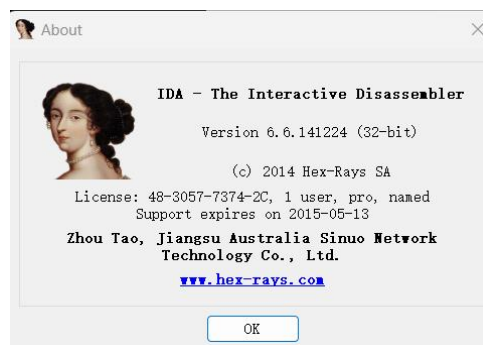 About
IDA - The Interactive Disassembler
Version 6.6.141224 (32-bit)
(c) 2014 Hex-Rays SA
License: 48-3057-7374-2C, 1 user, pro, named
Support expires on 2015-05-13
Zhou Tao, Jiangsu Australia Sinuo Network
Technology Co., Ltd.
www.hex-rays.com
OK